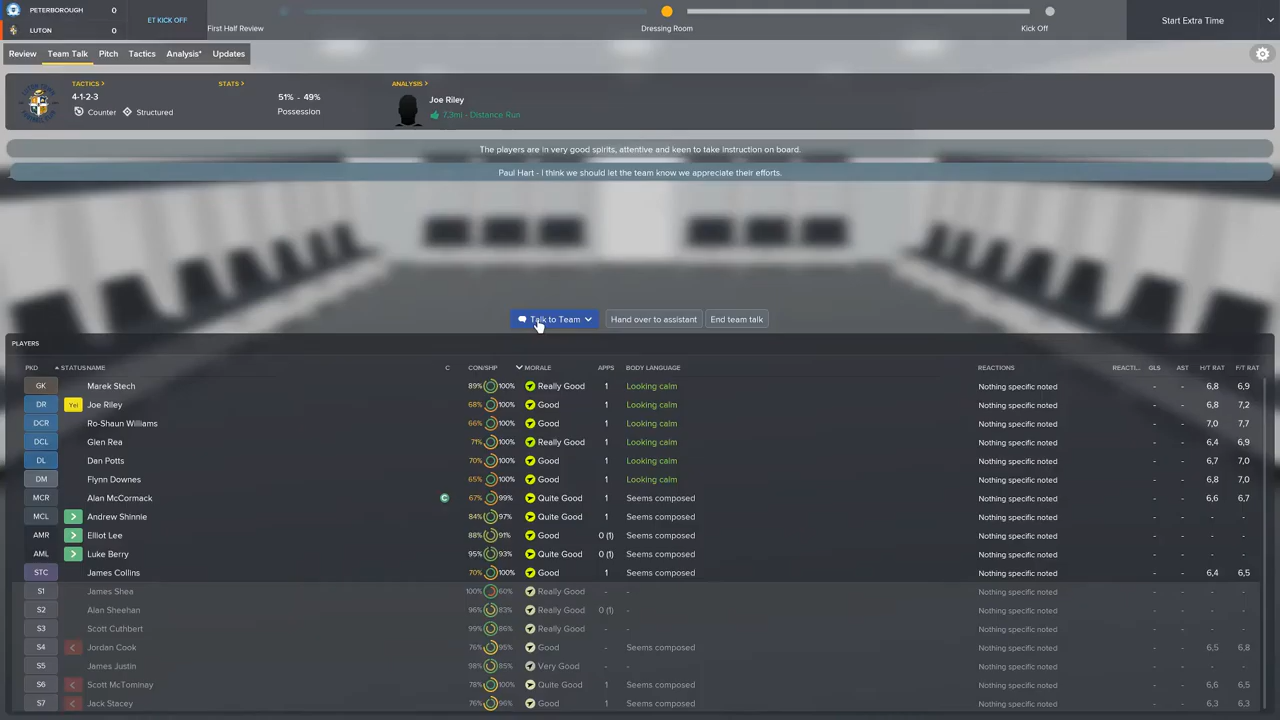 PETERBOROUGH 0
LUTON 0
ET KICK OFF
First Half Review
Dressing Room
Kick Off
Start Extra Time
Review Team Talk Pitch Tactics Analysis* Updates
TACTICS > STATS > ANALYSIS >
4-1-2-3
Counter Structured
51% - 49%
Possession
Joe Riley
7.3mi - Distance Run
The players are in very good spirits, attentive and keen to take instruction on board.
Paul Hart - I think we should let the team know we appreciate their efforts.
Talk to Team Hand over to assistant End team talk
PLAYERS
PKD STATUS NAME C CON/SHP MORALE APPS BODY LANGUAGE REACTIONS REACTI... GLS AST H/T RAT F/T RAT
GK Marek Stech 89% 100% Really Good 1 Looking calm Nothing specific noted - - 6,8 6,9
DR Yel Joe Riley 68% 100% Good 1 Looking calm Nothing specific noted - - 6,8 7,2
DCR Ro-Shaun Williams 66% 100% Good 1 Looking calm Nothing specific noted - - 7,0 7,7
DCL Glen Rea 71% 100% Really Good 1 Looking calm Nothing specific noted - - 6,4 6,9
DL Dan Potts 70% 100% Good 1 Looking calm Nothing specific noted - - 6,7 7,0
DM Flynn Downes 65% 100% Good 1 Looking calm Nothing specific noted - - 6,8 7,0
MCR Alan McCormack C 67% 99% Quite Good 1 Seems composed Nothing specific noted - - 6,6 6,7
MCL Andrew Shinnie 84% 97% Quite Good 1 Seems composed Nothing specific noted - - - -
AMR Elliot Lee 88% 91% Good 0 (1) Seems composed Nothing specific noted - - - -
AML Luke Berry 95% 93% Quite Good 0 (1) Seems composed Nothing specific noted - - - -
STC James Collins 70% 100% Good 1 Seems composed Nothing specific noted - - 6,4 6,5
S1 James Shea 100% 60% Really Good - - Nothing specific noted - - - -
S2 Alan Sheehan 96% 83% Really Good 0 (1) - Nothing specific noted - - - -
S3 Scott Cuthbert 99% 86% Really Good - - Nothing specific noted - - - -
S4 Jordan Cook 76% 95% Good - Seems composed Nothing specific noted - - 6,5 6,8
S5 James Justin 98% 85% Very Good - - Nothing specific noted - - - -
S6 Scott McTominay 78% 100% Quite Good 1 Seems composed Nothing specific noted - - 6,6 6,5
S7 Jack Stacey 76% 96% Good 1 Seems composed Nothing specific noted - - 6,3 6,3